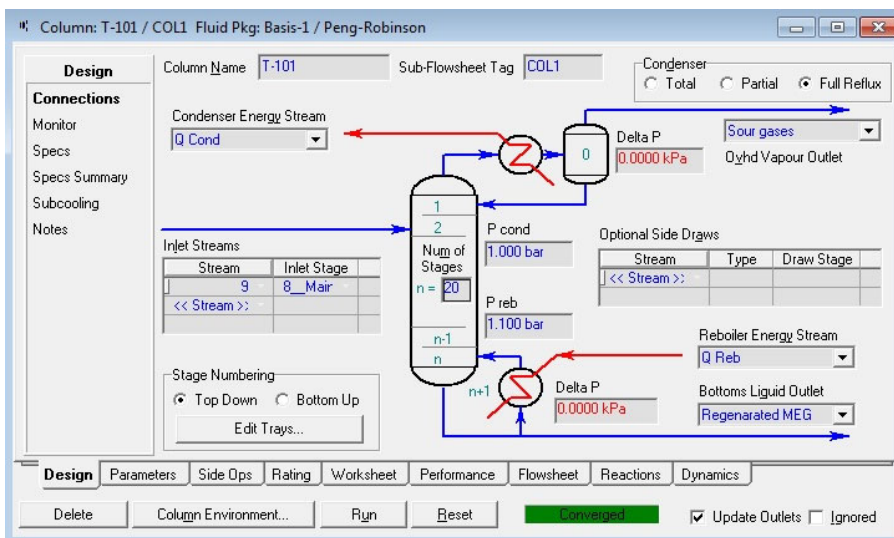 Column: T-101 / COL1 Fluid Pkg: Basis-1 / Peng-Robinson
Design
Connections
Monitor
Specs
Specs Summary
Subcooling
Notes
Column Name T-101 Sub-Flowsheet Tag COL1
Condenser
Total Partial Full Reflux
Condenser Energy Stream
Q Cond
0
Delta P
0.0000 kPa
Sour gases
Ovhd Vapour Outlet
Inlet Streams
Stream Inlet Stage
9 8__Main
<< Stream >>
1
2
Num of
Stages
n = 20
n-1
n
n+1
P cond
1.000 bar
P reb
1.100 bar
Optional Side Draws
Stream Type Draw Stage
<< Stream >>
Stage Numbering
Top Down Bottom Up
Edit Trays...
Delta P
0.0000 kPa
Reboiler Energy Stream
Q Reb
Bottoms Liquid Outlet
Regenarated MEG
Design Parameters Side Ops Rating Worksheet Performance Flowsheet Reactions Dynamics
Delete Column Environment... Run Reset Converged Update Outlets Ignored